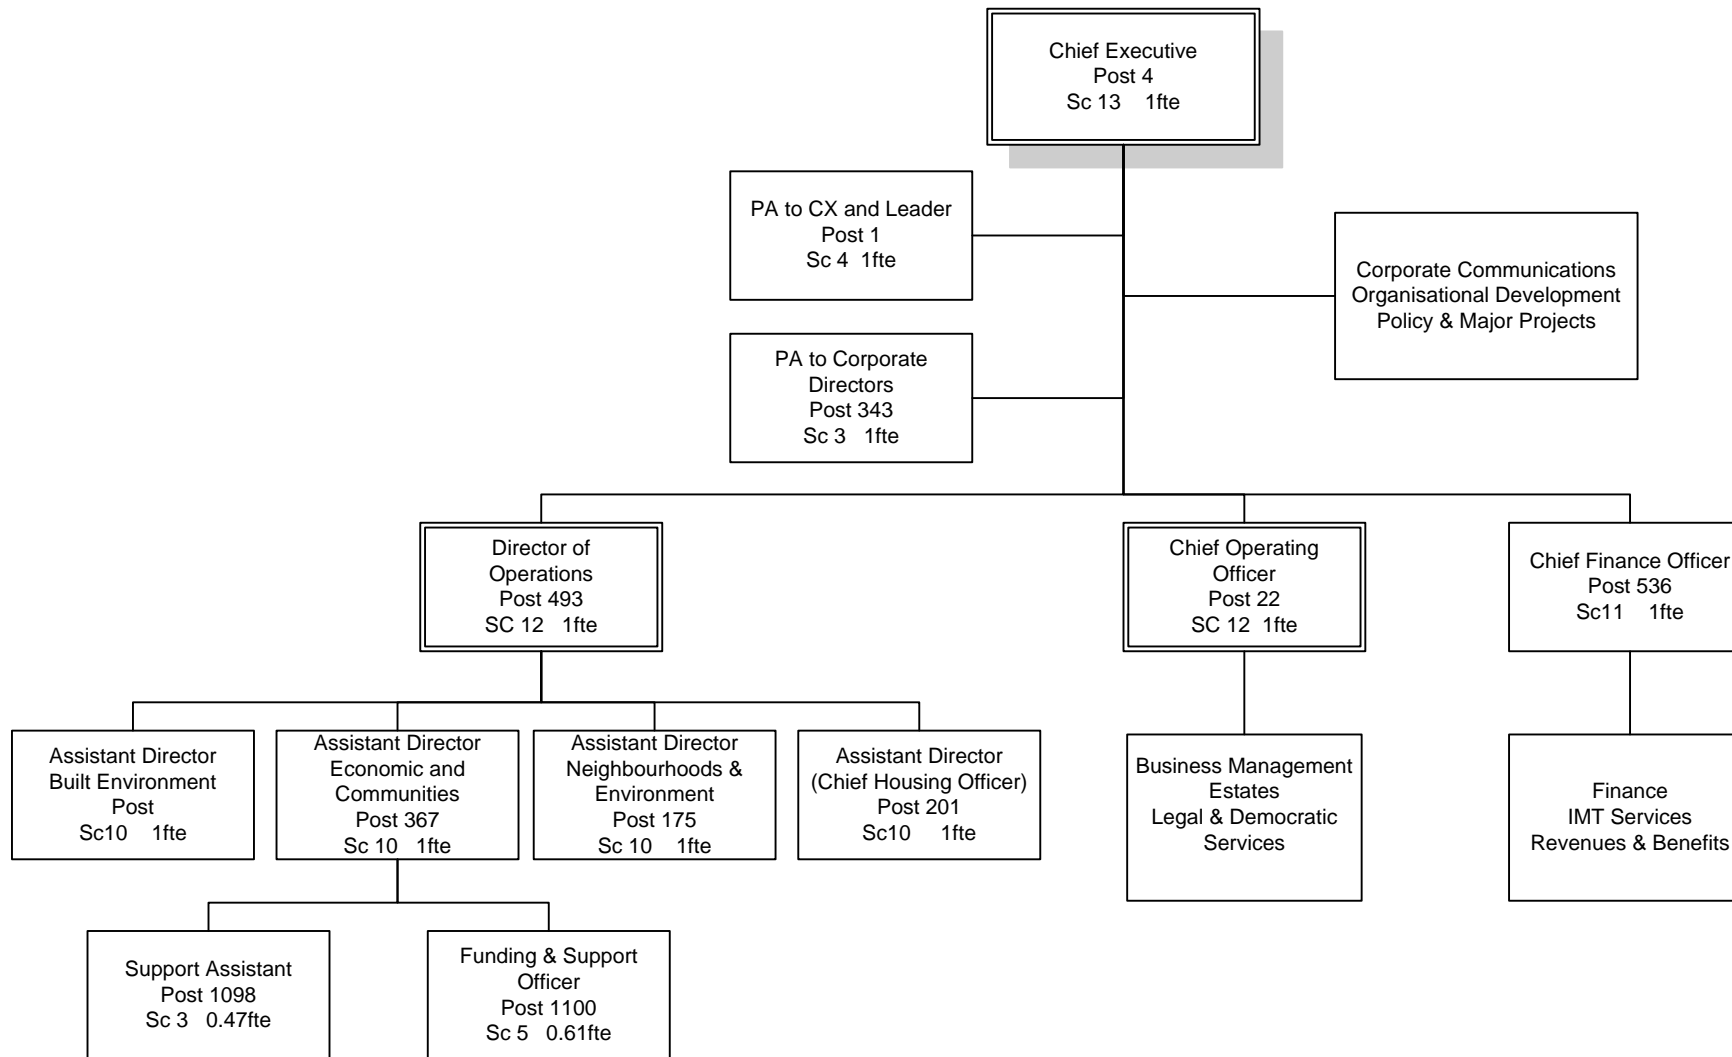 Chief Executive
Post 4
Sc 13 1fte
PA to CX and Leader
Post 1
Sc 4 1fte
Corporate Communications
Organisational Development
Policy & Major Projects
PA to Corporate
Directors
Post 343
Sc 3 1fte
Director of
Operations
Post 493
SC 12 1fte
Chief Operating
Officer
Post 22
SC 12 1fte
Chief Finance Officer
Post 536
Sc11 1fte
Assistant Director
Built Environment
Post
Sc10 1fte
Assistant Director
Economic and
Communities
Post 367
Sc 10 1fte
Assistant Director
Neighbourhoods &
Environment
Post 175
Sc 10 1fte
Assistant Director
(Chief Housing Officer)
Post 201
Sc10 1fte
Business Management
Estates
Legal & Democratic
Services
Finance
IMT Services
Revenues & Benefits
Support Assistant
Post 1098
Sc 3 0.47fte
Funding & Support
Officer
Post 1100
Sc 5 0.61fte